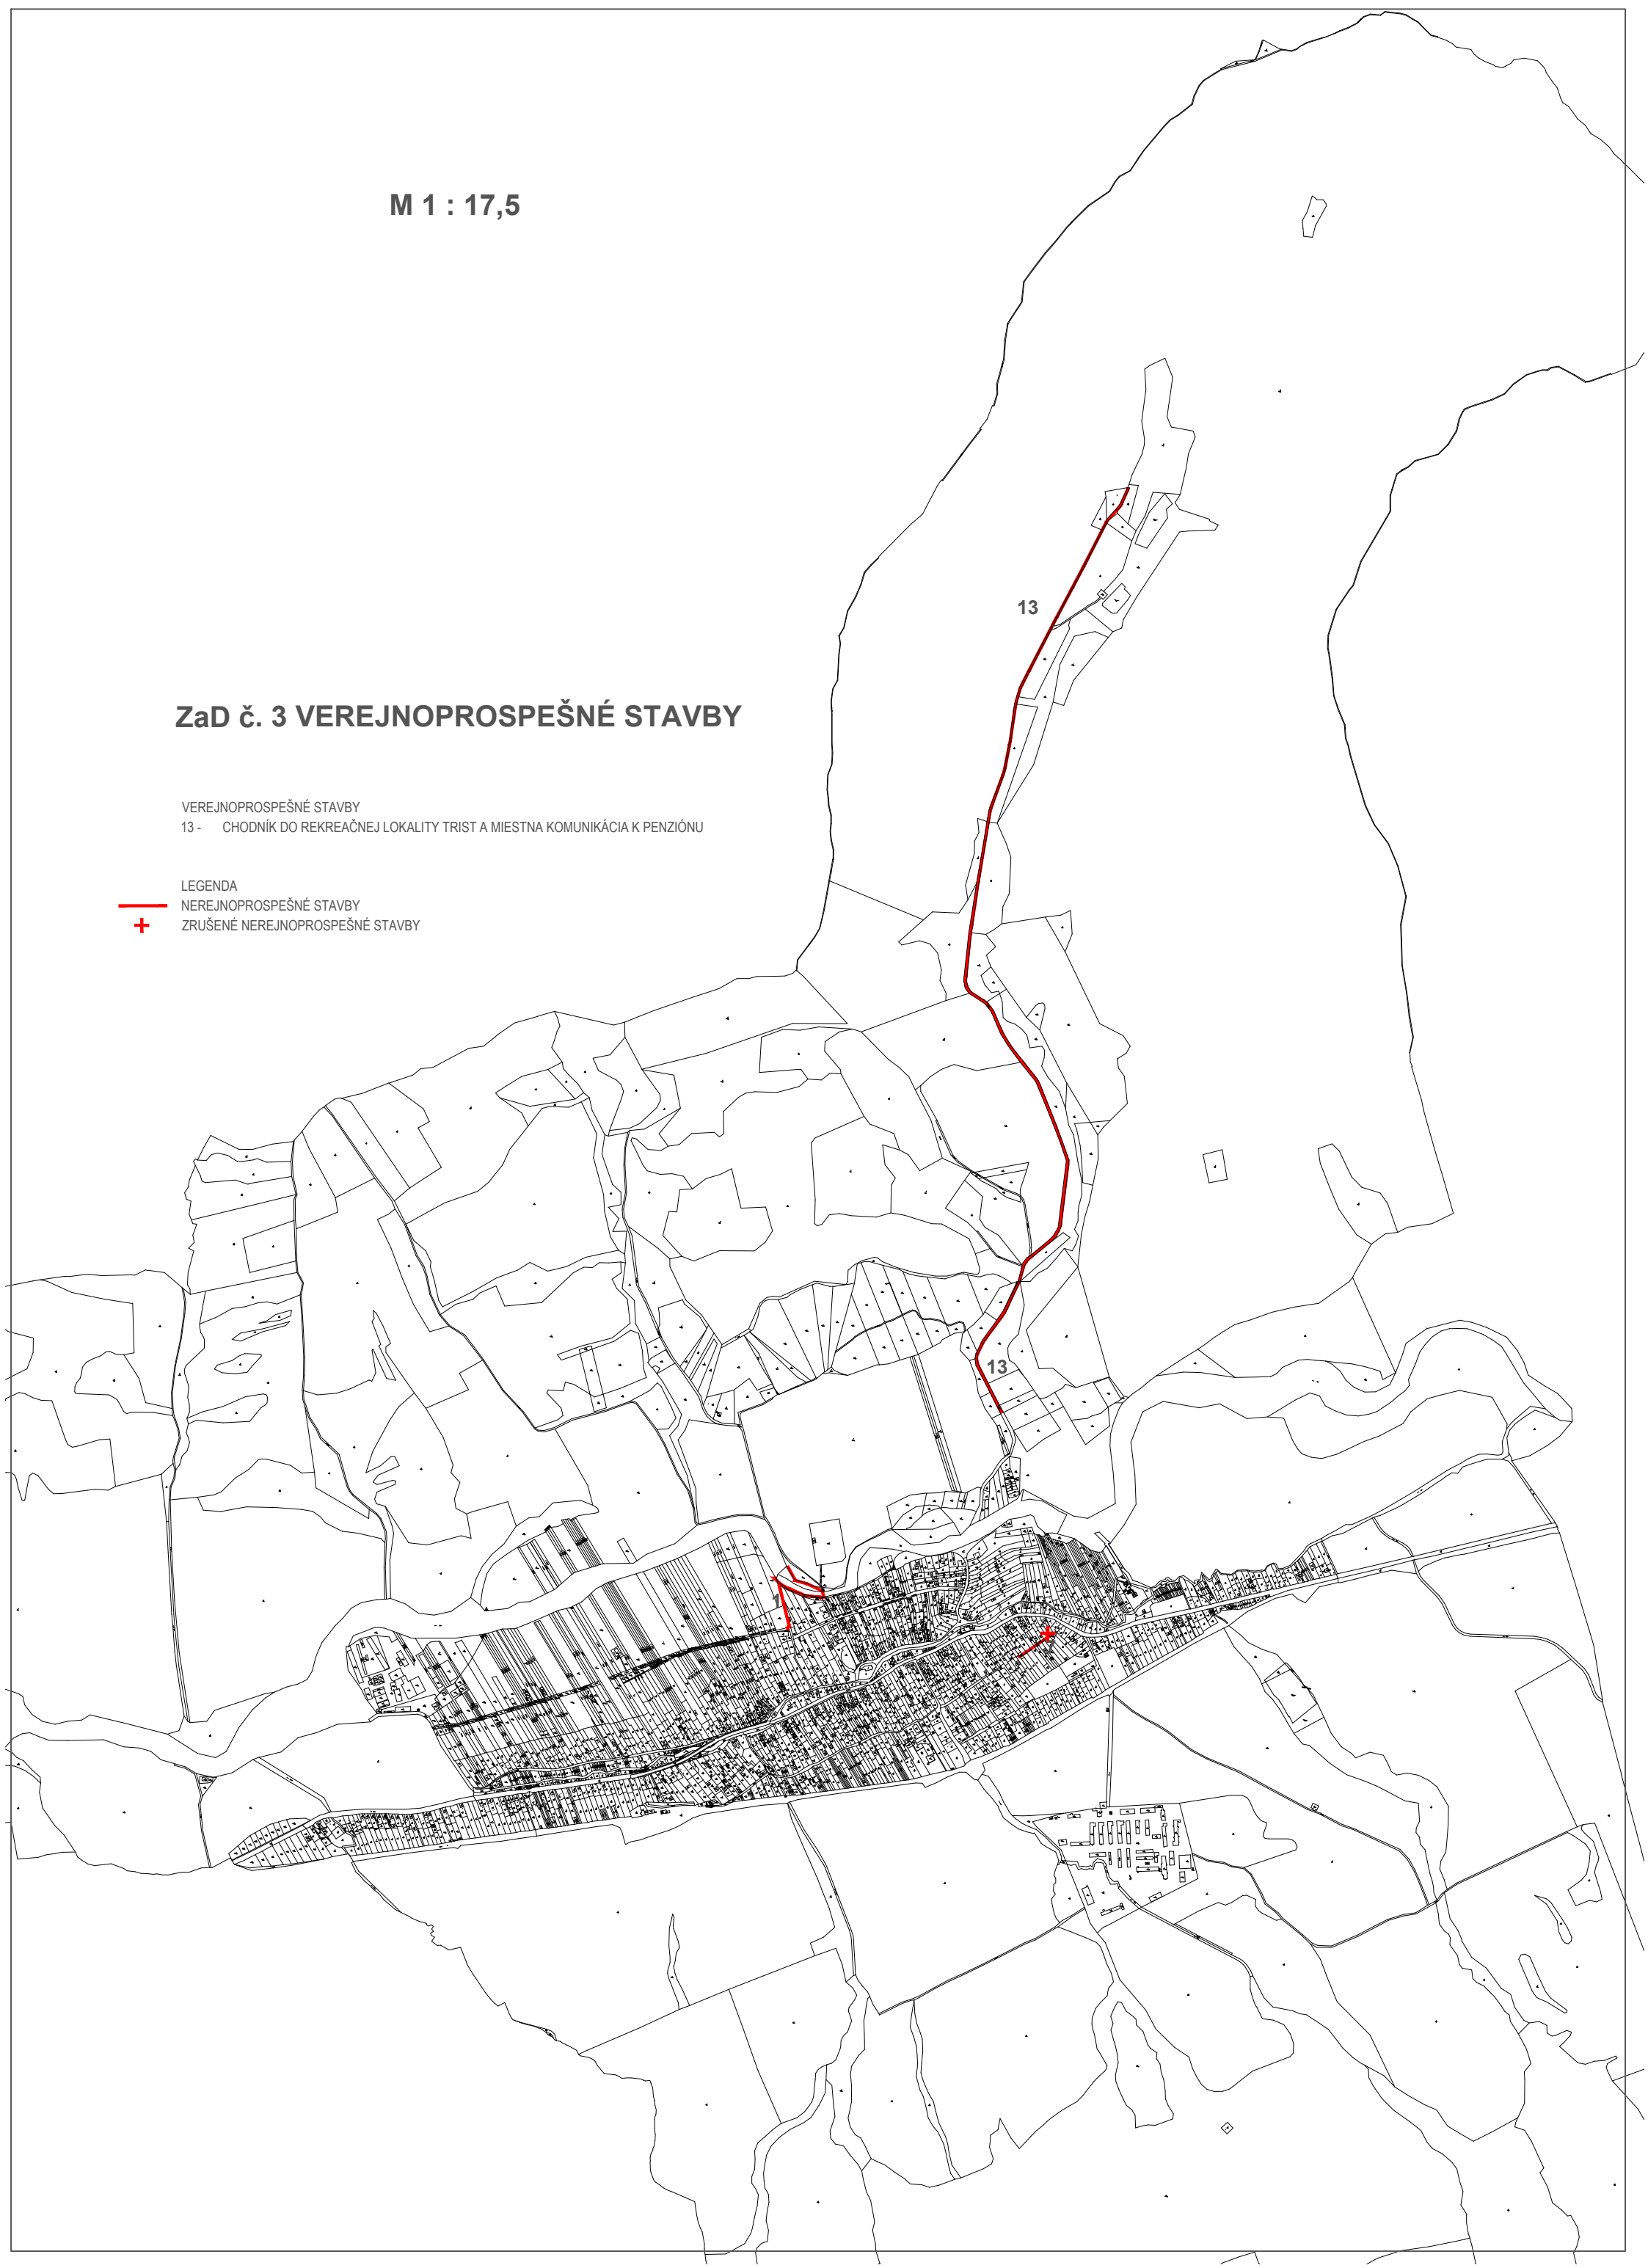 M 1 : 17,5
13
ZaD č. 3 VEREJNOPROSPEŠNÉ STAVBY
VEREJNOPROSPEŠNÉ STAVBY
13 - CHODNÍK DO REKREAČNEJ LOKALITY TRIST A MIESTNA KOMUNIKÁCIA K PENZIÓNU
LEGENDA
NEREJNOPROSPEŠNÉ STAVBY
ZRUŠENÉ NEREJNOPROSPEŠNÉ STAVBY
13
1